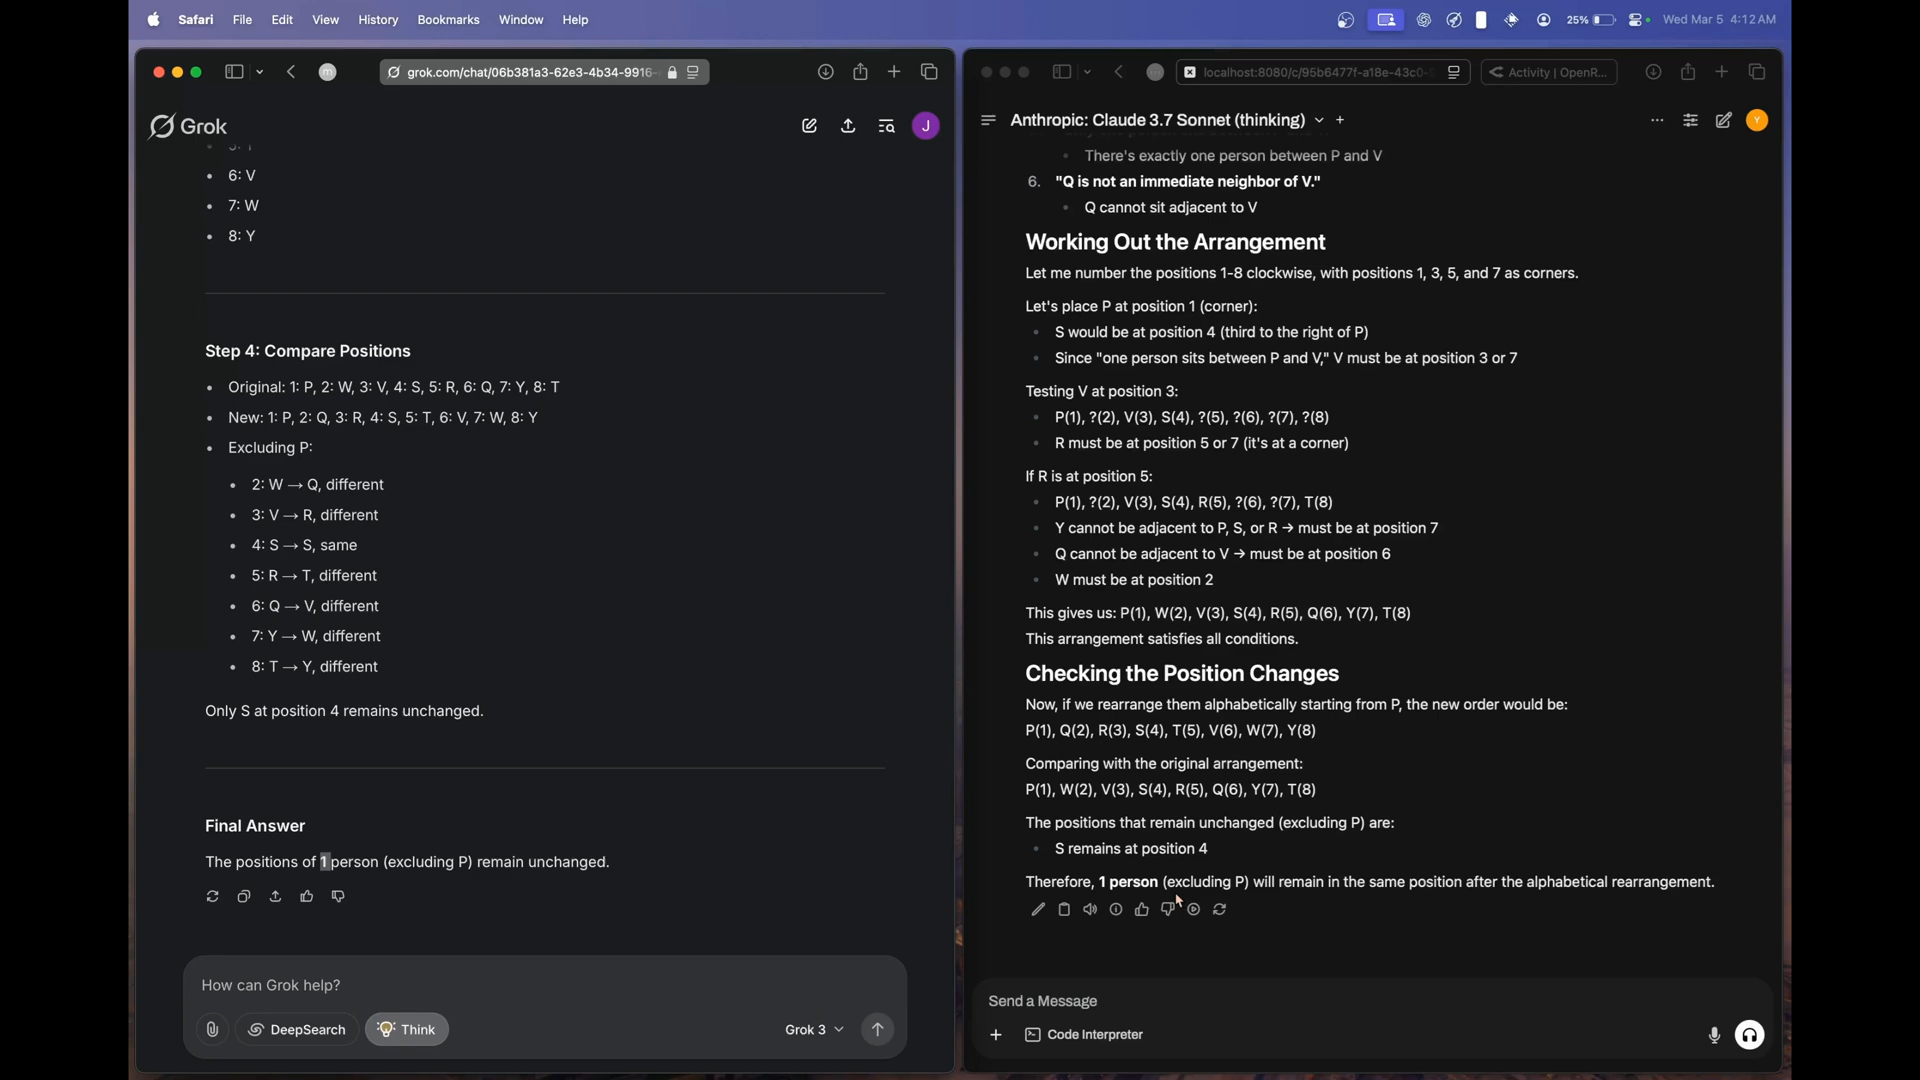 Safari File Edit View History Bookmarks Window Help
25% Wed Mar 5 4:12 AM
grok.com/chat/06b381a3-62e3-4b34-9916-
Grok
J
6: V
7: W
8: Y
Step 4: Compare Positions
Original: 1: P, 2: W, 3: V, 4: S, 5: R, 6: Q, 7: Y, 8: T
New: 1: P, 2: Q, 3: R, 4: S, 5: T, 6: V, 7: W, 8: Y
Excluding P:
2: W → Q, different
3: V → R, different
4: S → S, same
5: R → T, different
6: Q → V, different
7: Y → W, different
8: T → Y, different
Only S at position 4 remains unchanged.
Final Answer
The positions of 1 person (excluding P) remain unchanged.
How can Grok help?
DeepSearch Think Grok 3
localhost:8080/c/95b6477f-a18e-43c0- Activity | OpenR...
Anthropic: Claude 3.7 Sonnet (thinking)
Y
There's exactly one person between P and V
6. "Q is not an immediate neighbor of V."
Q cannot sit adjacent to V
Working Out the Arrangement
Let me number the positions 1-8 clockwise, with positions 1, 3, 5, and 7 as corners.
Let's place P at position 1 (corner):
S would be at position 4 (third to the right of P)
Since "one person sits between P and V," V must be at position 3 or 7
Testing V at position 3:
P(1), ?(2), V(3), S(4), ?(5), ?(6), ?(7), ?(8)
R must be at position 5 or 7 (it's at a corner)
If R is at position 5:
P(1), ?(2), V(3), S(4), R(5), ?(6), ?(7), T(8)
Y cannot be adjacent to P, S, or R → must be at position 7
Q cannot be adjacent to V → must be at position 6
W must be at position 2
This gives us: P(1), W(2), V(3), S(4), R(5), Q(6), Y(7), T(8)
This arrangement satisfies all conditions.
Checking the Position Changes
Now, if we rearrange them alphabetically starting from P, the new order would be:
P(1), Q(2), R(3), S(4), T(5), V(6), W(7), Y(8)
Comparing with the original arrangement:
P(1), W(2), V(3), S(4), R(5), Q(6), Y(7), T(8)
The positions that remain unchanged (excluding P) are:
S remains at position 4
Therefore, 1 person (excluding P) will remain in the same position after the alphabetical rearrangement.
Send a Message
Code Interpreter